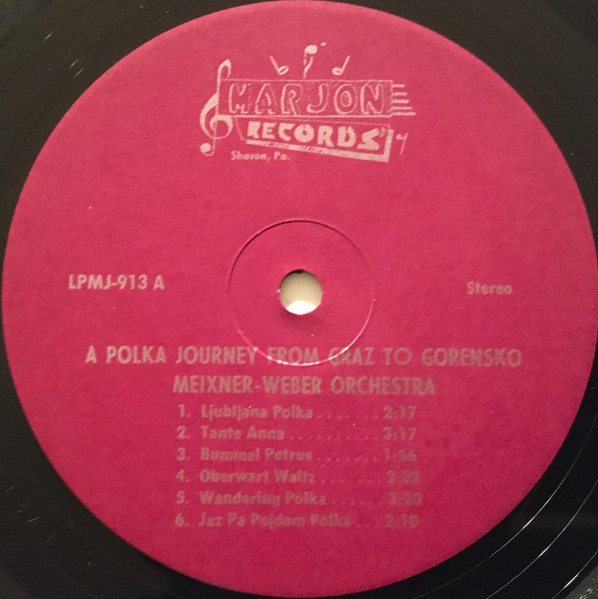 MARJON
RECORDS
Sharon, Pa.
LPMJ-913 A
Stereo
A POLKA JOURNEY FROM GRAZ TO GORENSKO
MEIXNER-WEBER ORCHESTRA
1. Ljubljana Polka.......2:17
2. Tante Anna..........3:17
3. Bummel Petrus.......1:56
4. Oberwart Waltz......2:52
5. Wandering Polka......3:20
6. Jaz Pa Pojdem Polka...2:10